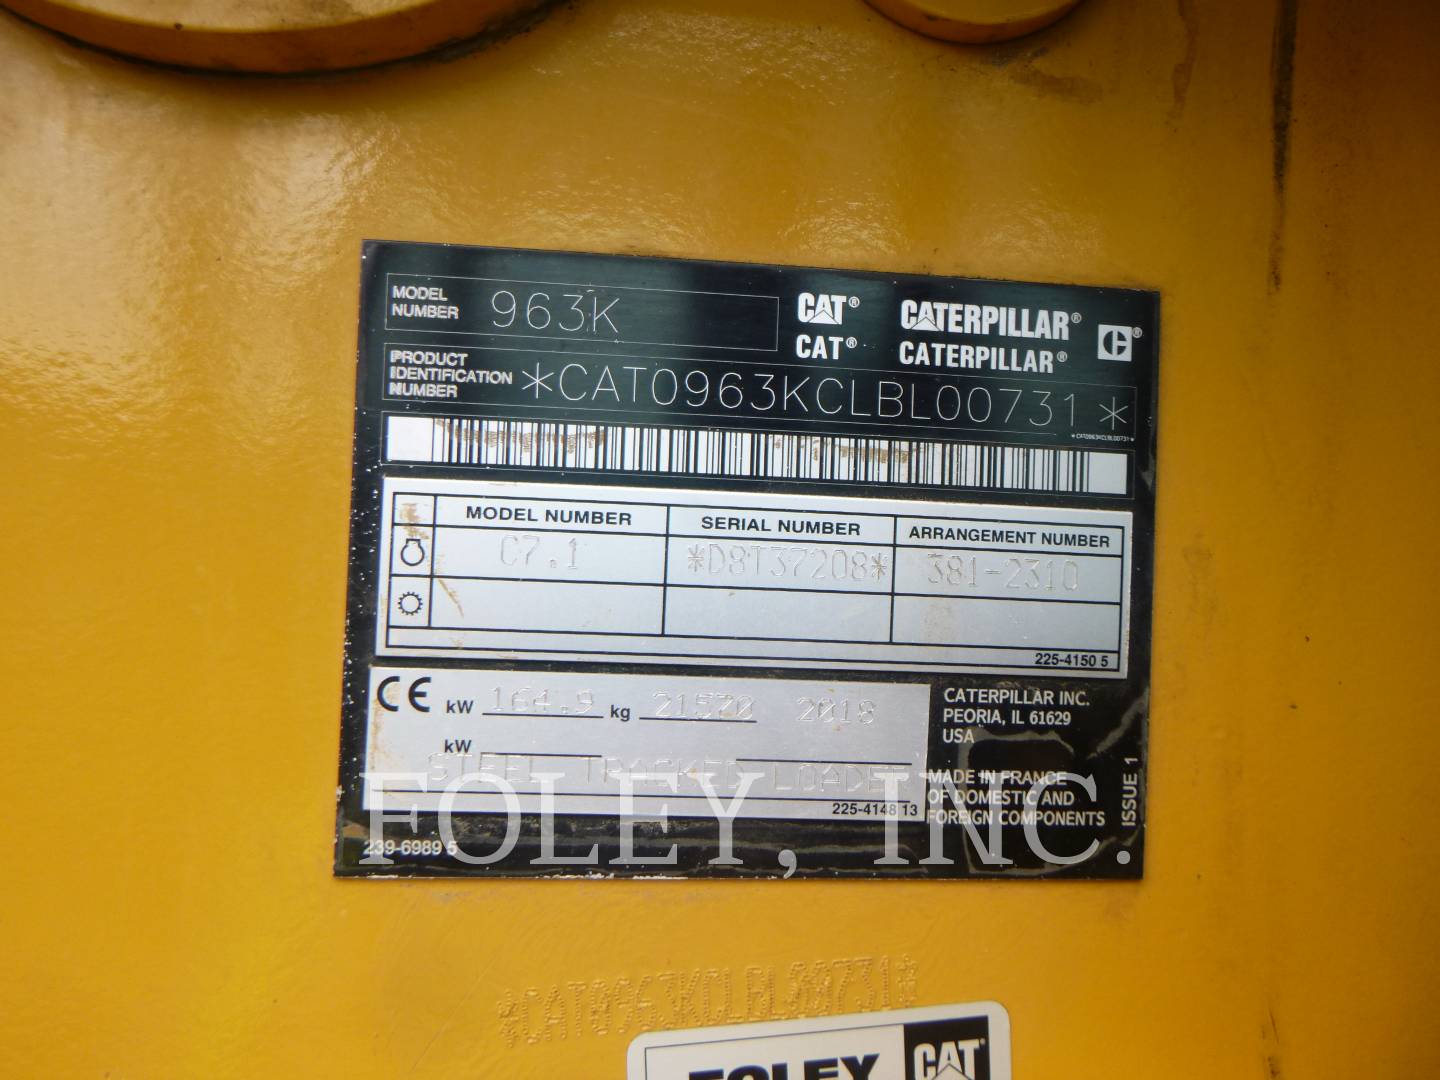 MODEL NUMBER 963K
CAT® CATERPILLAR®
CAT® CATERPILLAR®
PRODUCT IDENTIFICATION NUMBER *CAT0963KCLBL00731*
*CAT0963KCLBL00731*
MODEL NUMBER SERIAL NUMBER ARRANGEMENT NUMBER
C7.1 *D8T37208* 381-2310
225-4150 5
CE kW 164.9 kg 21570 2018
kW
STEEL TRACKED LOADER
225-4148 13
CATERPILLAR INC.
PEORIA, IL 61629
USA
MADE IN FRANCE
OF DOMESTIC AND
FOREIGN COMPONENTS
ISSUE 1
239-6989 5
FOLEY, INC.
*CAT0963KCLBL00731*
FOLEY CAT